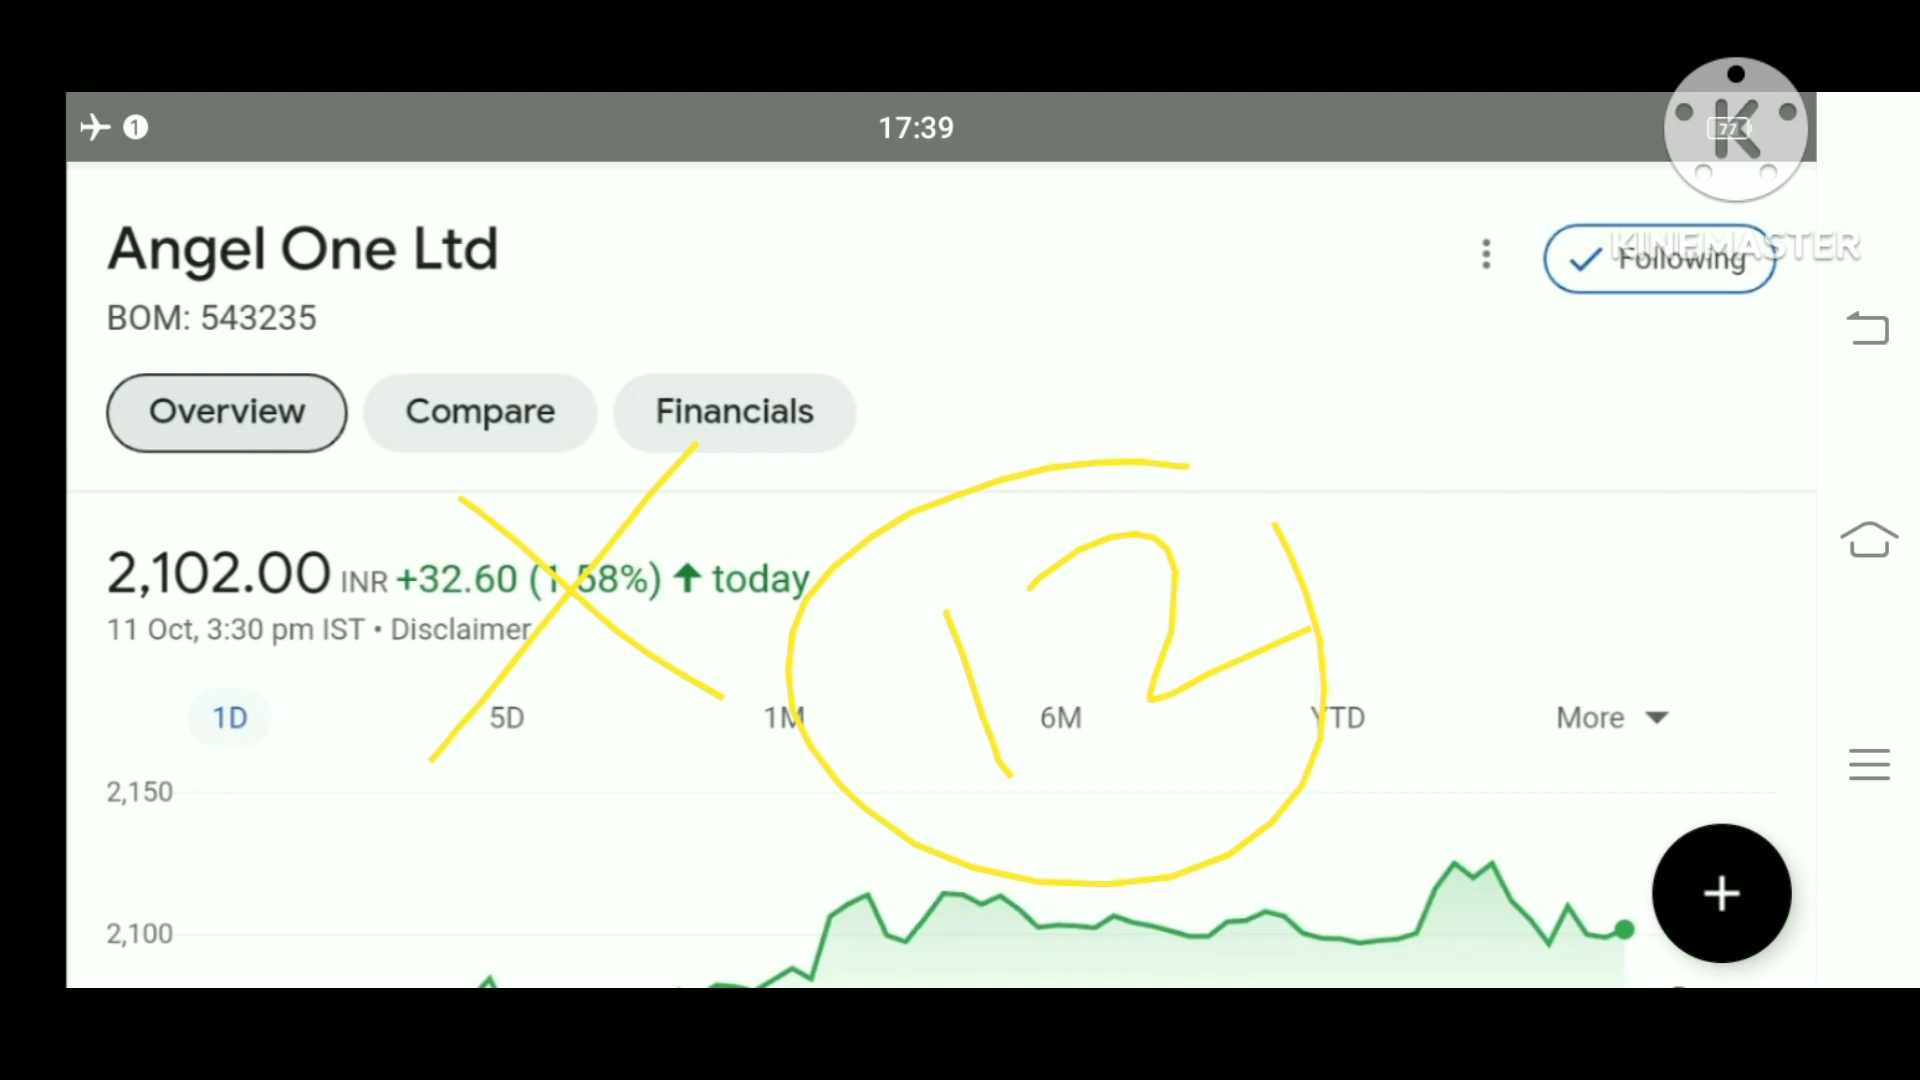 1 17:39 77
K
KINEMASTER
Angel One Ltd
Following
BOM: 543235
Overview Compare Financials
2,102.00 INR +32.60 (1.58%) today
11 Oct, 3:30 pm IST • Disclaimer
12
1D 5D 1M 6M YTD More
2,150
2,100